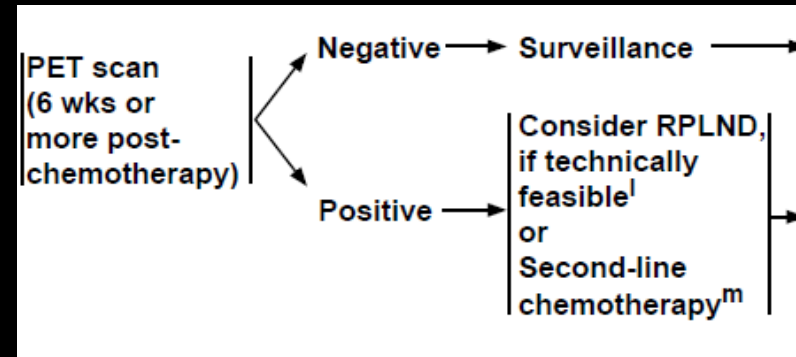 PET scan
(6 wks or
more post-
chemotherapy)
Negative
Surveillance
Positive
Consider RPLND,
if technically
feasible^l
or
Second-line
chemotherapy^m